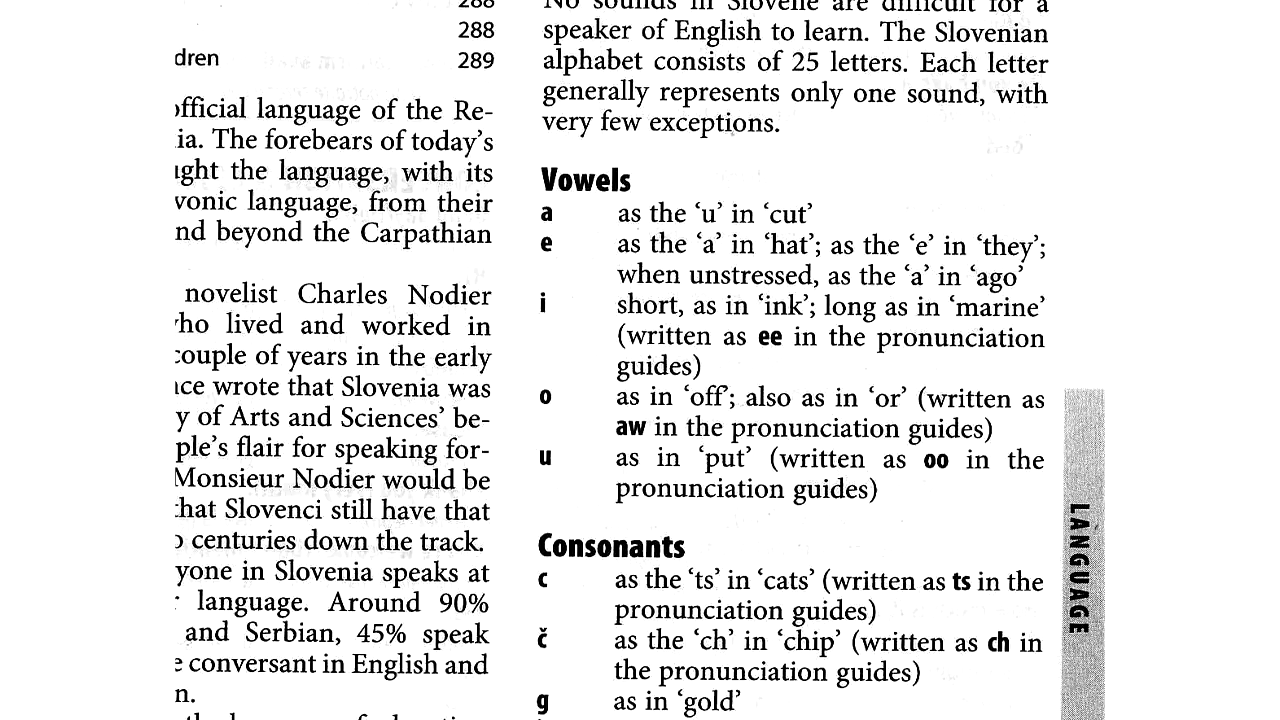 288
288
dren 289
official language of the Re-
ia. The forebears of today's
ught the language, with its
vonic language, from their
nd beyond the Carpathian
novelist Charles Nodier
who lived and worked in
couple of years in the early
nce wrote that Slovenia was
y of Arts and Sciences' be-
ple's flair for speaking for-
Monsieur Nodier would be
that Slovenci still have that
o centuries down the track.
yone in Slovenia speaks at
language. Around 90%
and Serbian, 45% speak
e conversant in English and
n.
No sounds in Slovene are difficult for a
speaker of English to learn. The Slovenian
alphabet consists of 25 letters. Each letter
generally represents only one sound, with
very few exceptions.
Vowels
a as the ‘u’ in ‘cut’
e as the ‘a’ in ‘hat’; as the ‘e’ in ‘they’;
when unstressed, as the ‘a’ in ‘ago’
i short, as in ‘ink’; long as in ‘marine’
(written as ee in the pronunciation
guides)
o as in ‘off’; also as in ‘or’ (written as
aw in the pronunciation guides)
u as in ‘put’ (written as oo in the
pronunciation guides)
Consonants
c as the ‘ts’ in ‘cats’ (written as ts in the
pronunciation guides)
č as the ‘ch’ in ‘chip’ (written as ch in
the pronunciation guides)
g as in ‘gold’
LANGUAGE